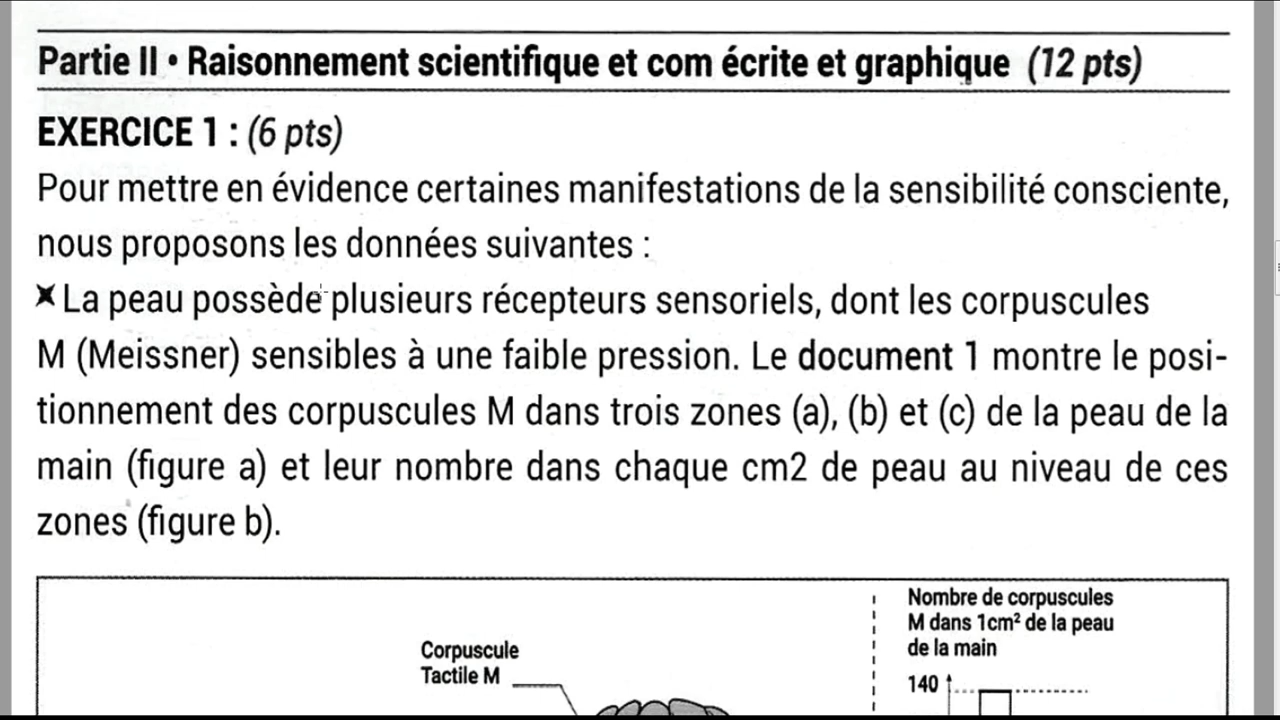 Partie II • Raisonnement scientifique et com écrite et graphique (12 pts)
EXERCICE 1 : (6 pts)
Pour mettre en évidence certaines manifestations de la sensibilité consciente,
nous proposons les données suivantes :
La peau possède plusieurs récepteurs sensoriels, dont les corpuscules
M (Meissner) sensibles à une faible pression. Le document 1 montre le posi-
tionnement des corpuscules M dans trois zones (a), (b) et (c) de la peau de la
main (figure a) et leur nombre dans chaque cm2 de peau au niveau de ces
zones (figure b).
Corpuscule
Tactile M
Nombre de corpuscules
M dans 1cm² de la peau
de la main
140